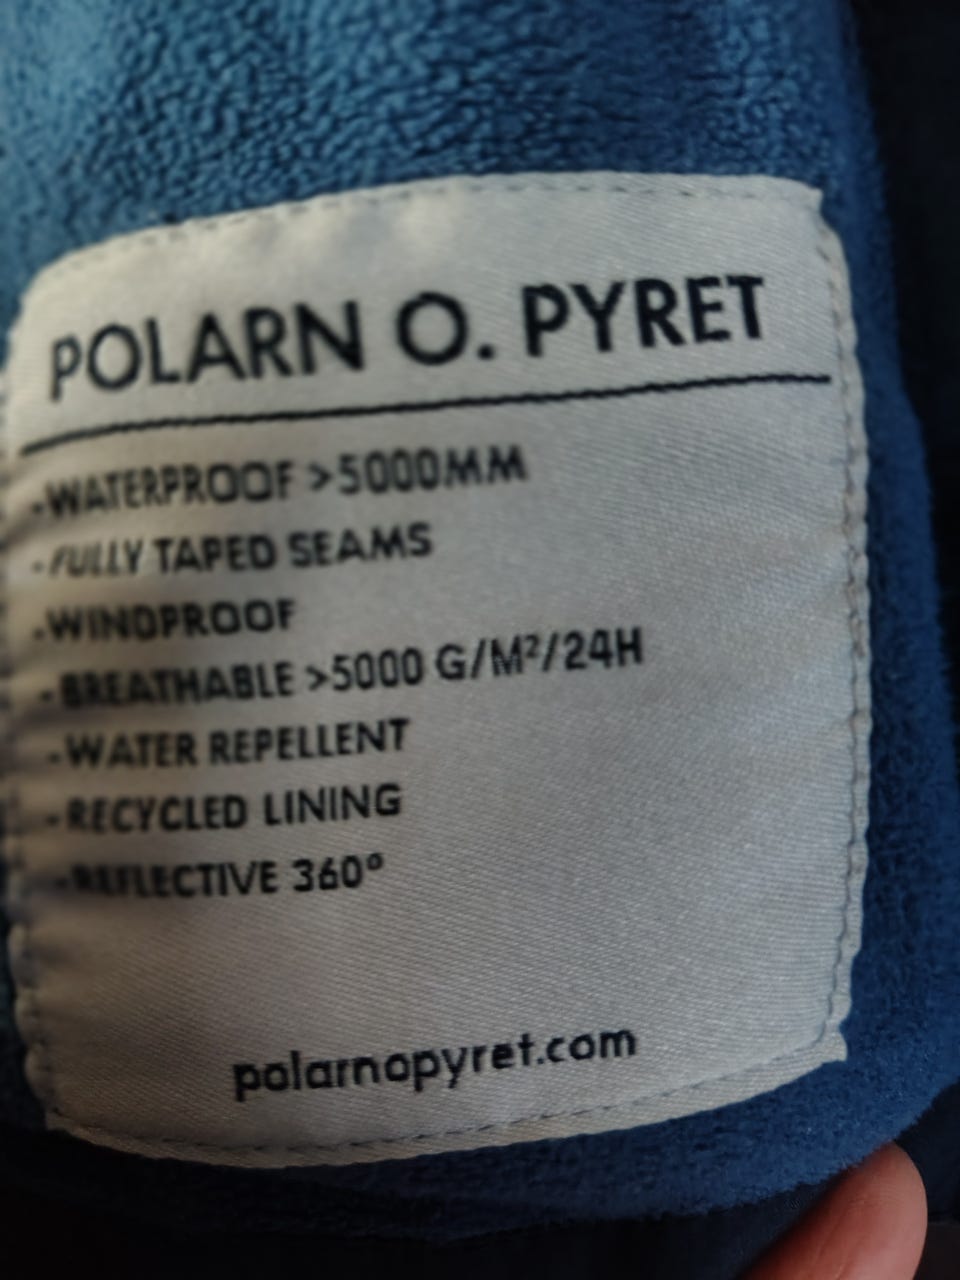 POLARN O. PYRET
-WATERPROOF >5000MM
-FULLY TAPED SEAMS
-WINDPROOF
-BREATHABLE >5000 G/M²/24H
-WATER REPELLENT
-RECYCLED LINING
-REFLECTIVE 360°
polarnopyret.com